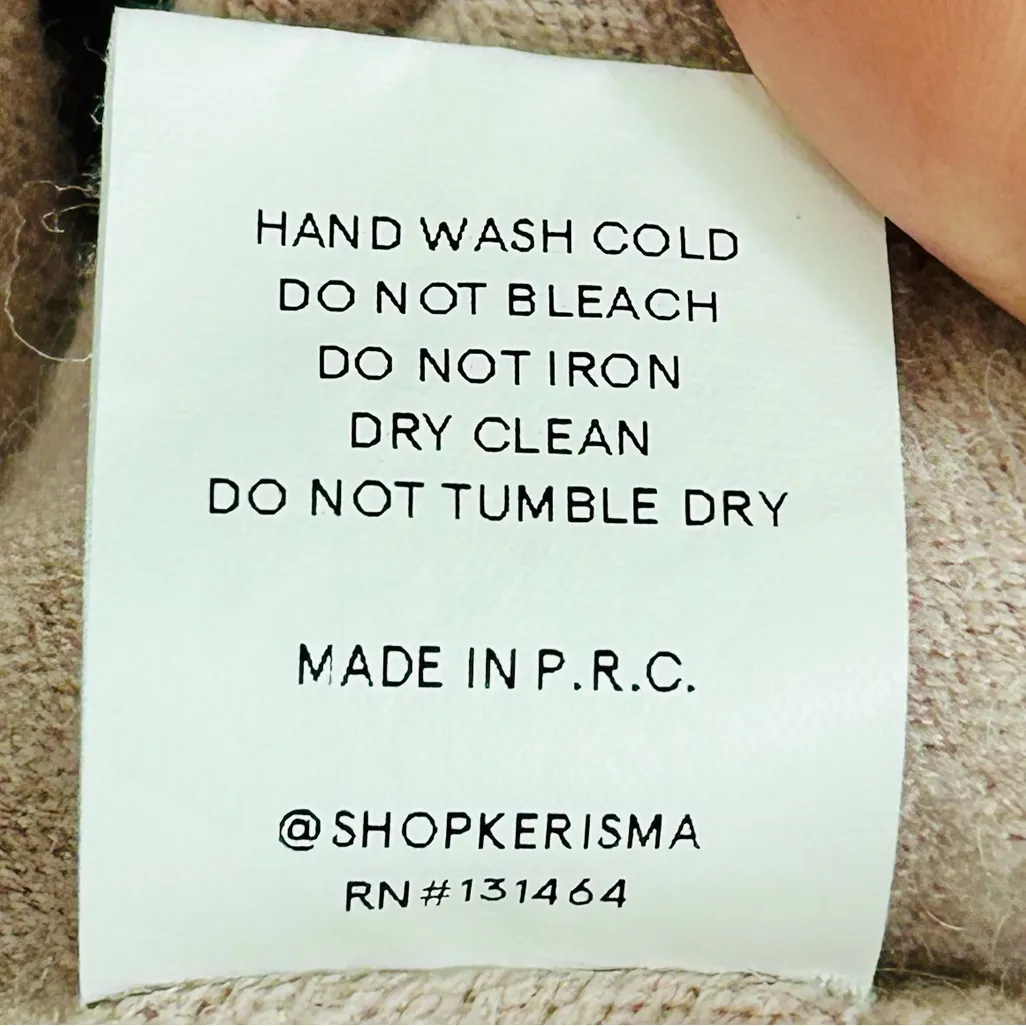 HAND WASH COLD
DO NOT BLEACH
DO NOT IRON
DRY CLEAN
DO NOT TUMBLE DRY
MADE IN P.R.C.
@SHOPKERISMA
RN#131464